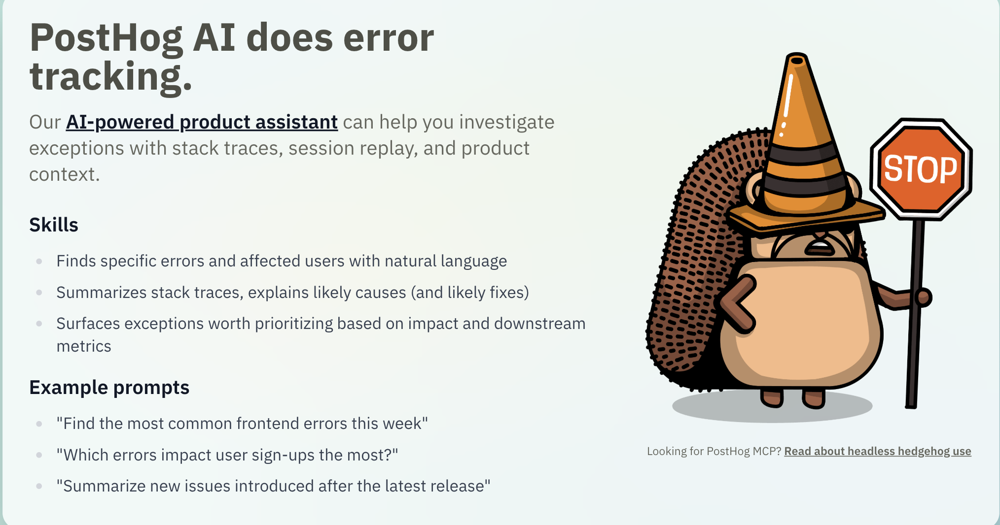 PostHog AI does error
tracking.
Our AI-powered product assistant can help you investigate
exceptions with stack traces, session replay, and product
context.
Skills
Finds specific errors and affected users with natural language
Summarizes stack traces, explains likely causes (and likely fixes)
Surfaces exceptions worth prioritizing based on impact and downstream
metrics
Example prompts
"Find the most common frontend errors this week"
"Which errors impact user sign-ups the most?"
"Summarize new issues introduced after the latest release"
STOP
Looking for PostHog MCP? Read about headless hedgehog use